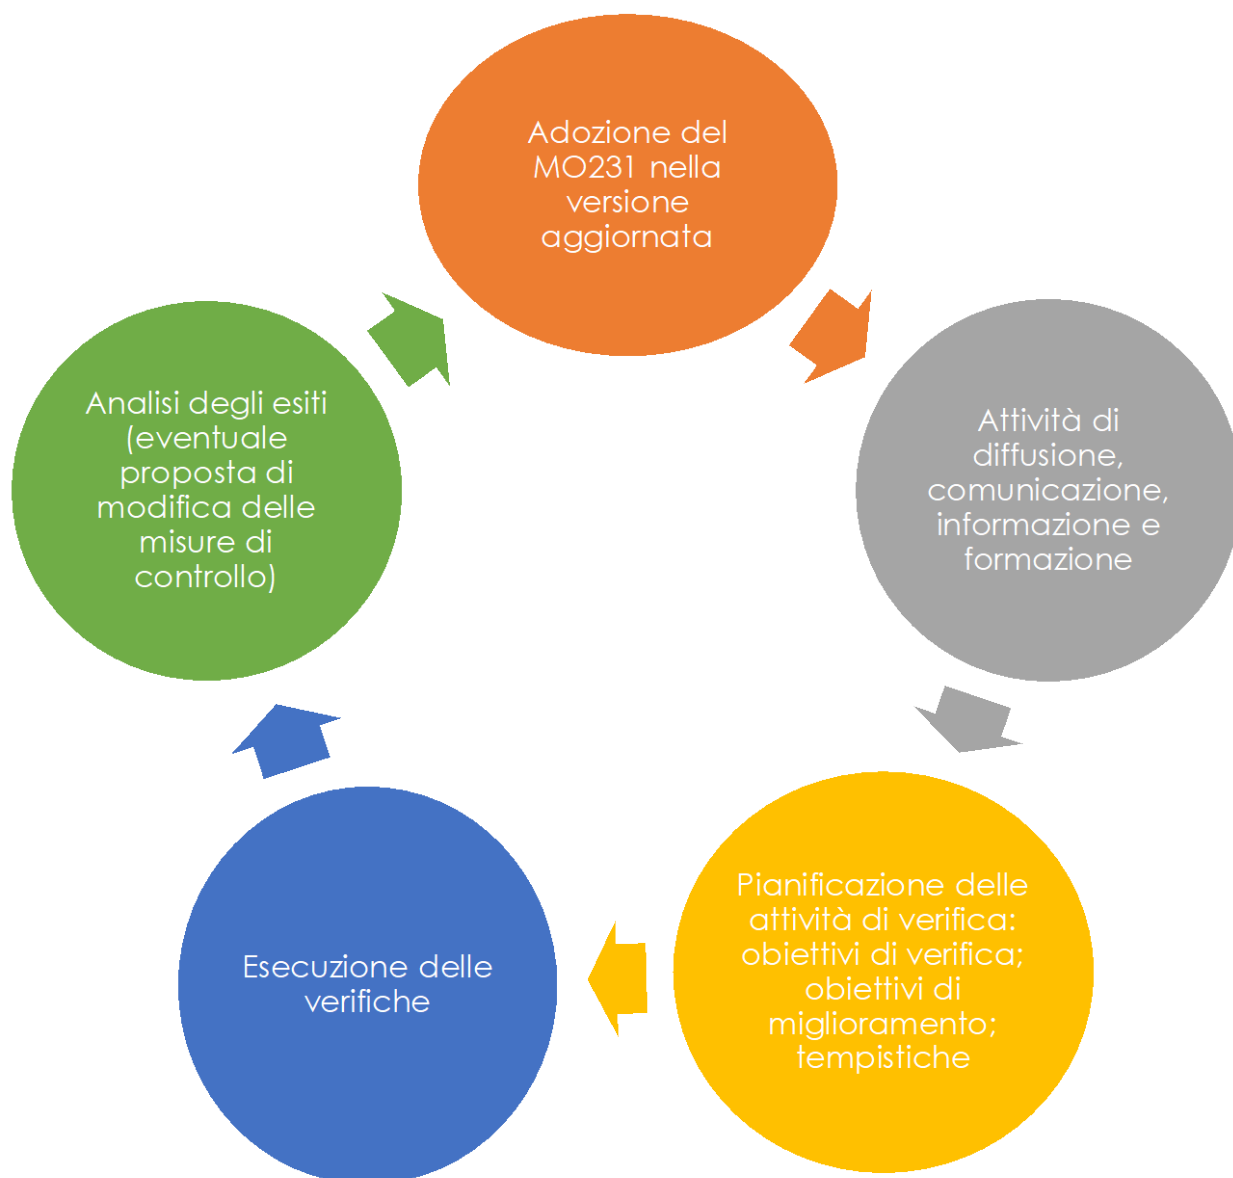 Adozione del
MO231 nella
versione
aggiornata
Attività di
diffusione,
comunicazione,
informazione e
formazione
Pianificazione delle
attività di verifica:
obiettivi di verifica;
obiettivi di
miglioramento;
tempistiche
Esecuzione delle
verifiche
Analisi degli esiti
(eventuale
proposta di
modifica delle
misure di
controllo)